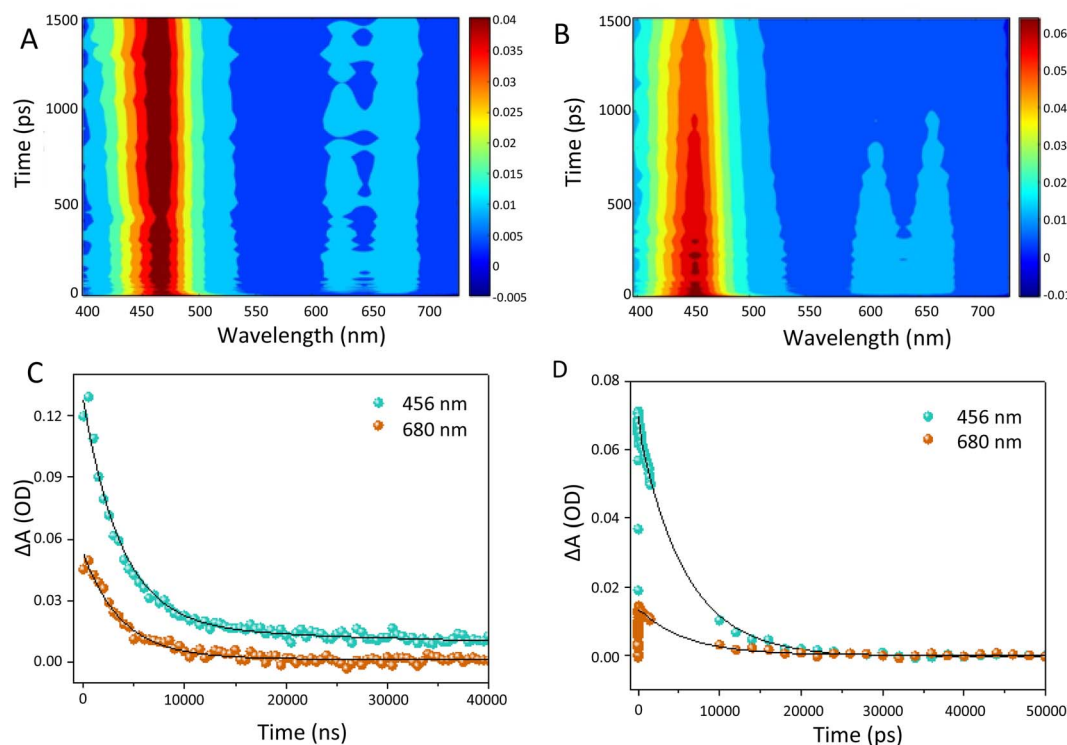 A
Time (ps)
1500
1000
500
0
400 450 500 550 600 650 700
Wavelength (nm)
0.04
0.035
0.03
0.025
0.02
0.015
0.01
0.005
0
-0.005
B
Time (ps)
1500
1000
500
0
400 450 500 550 600 650 700
Wavelength (nm)
0.06
0.05
0.04
0.03
0.02
0.01
0
-0.01
C
ΔA (OD)
0.12
0.09
0.06
0.03
0.00
456 nm
680 nm
0 10000 20000 30000 40000
Time (ns)
D
ΔA (OD)
0.08
0.06
0.04
0.02
0.00
456 nm
680 nm
0 10000 20000 30000 40000 50000
Time (ps)